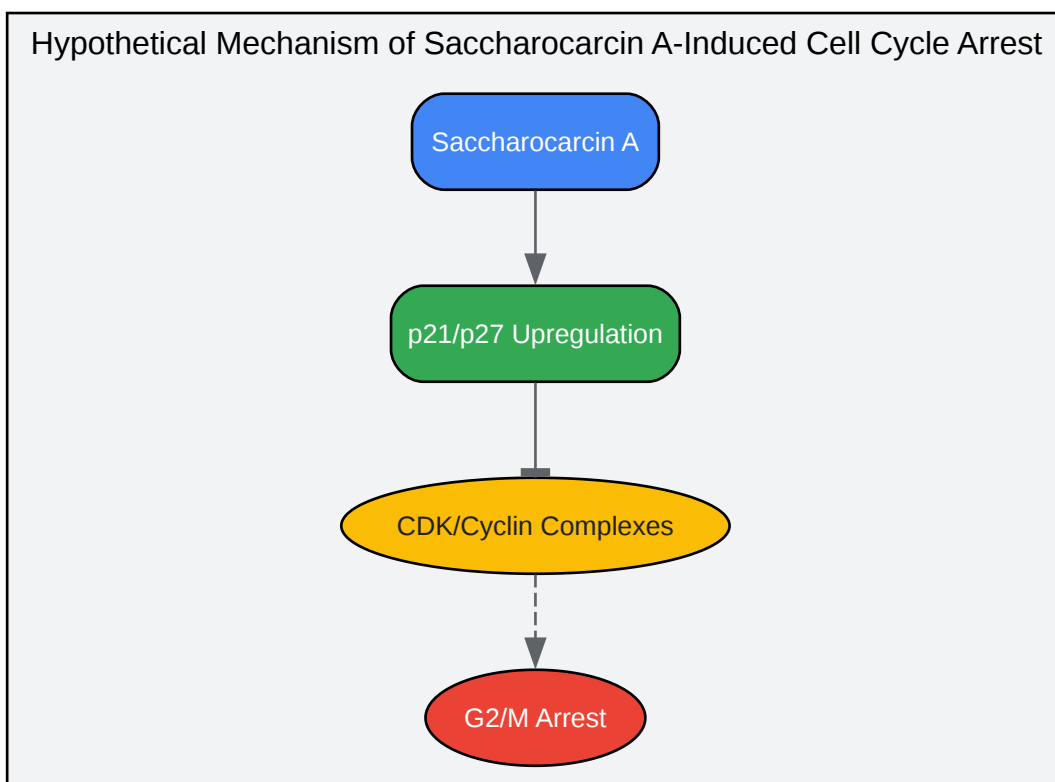 Hypothetical Mechanism of Saccharocarcin A-Induced Cell Cycle Arrest
Saccharocarcin A
p21/p27 Upregulation
CDK/Cyclin Complexes
G2/M Arrest